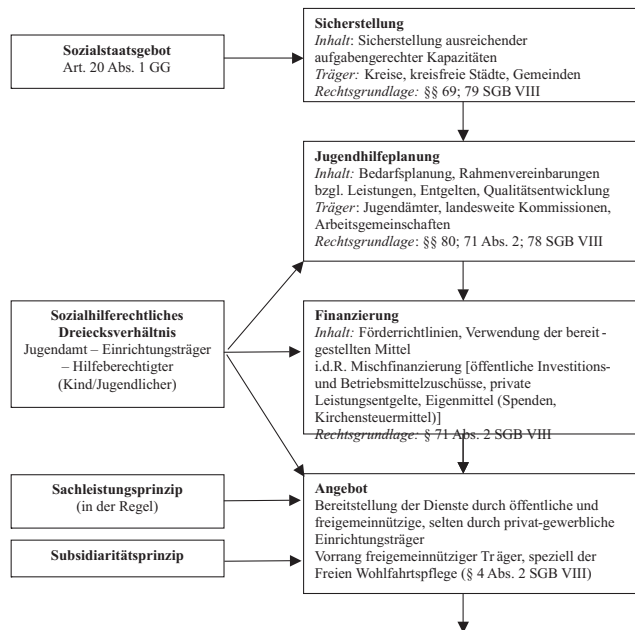 Sicherstellung
Inhalt: Sicherstellung ausreichender
aufgabengerechter Kapazitäten
Träger: Kreise, kreisfreie Städte, Gemeinden
Rechtsgrundlage: §§ 69; 79 SGB VIII
Sozialstaatsgebot
Art. 20 Abs. 1 GG
Jugendhilfeplanung
Inhalt: Bedarfsplanung, Rahmenvereinbarungen
bzgl. Leistungen, Entgelten, Qualitätsentwicklung
Träger: Jugendämter, landesweite Kommissionen,
Arbeitsgemeinschaften
Rechtsgrundlage: §§ 80; 71 Abs. 2; 78 SGB VIII
Sozialhilferechtliches
Dreiecksverhältnis
Jugendamt – Einrichtungsträger
– Hilfeberechtigter
(Kind/Jugendlicher)
Finanzierung
Inhalt: Förderrichtlinien, Verwendung der bereit-
gestellten Mittel
i.d.R. Mischfinanzierung [öffentliche Investitions-
und Betriebsmittelzuschüsse, private
Leistungsentgelte, Eigenmittel (Spenden,
Kirchensteuermittel)]
Rechtsgrundlage: § 71 Abs. 2 SGB VIII
Sachleistungsprinzip
(in der Regel)
Subsidiaritätsprinzip
Angebot
Bereitstellung der Dienste durch öffentliche und
freigemeinnützige, selten durch privat-gewerbliche
Einrichtungsträger
Vorrang freigemeinnütziger Träger, speziell der
Freien Wohlfahrtspflege (§ 4 Abs. 2 SGB VIII)